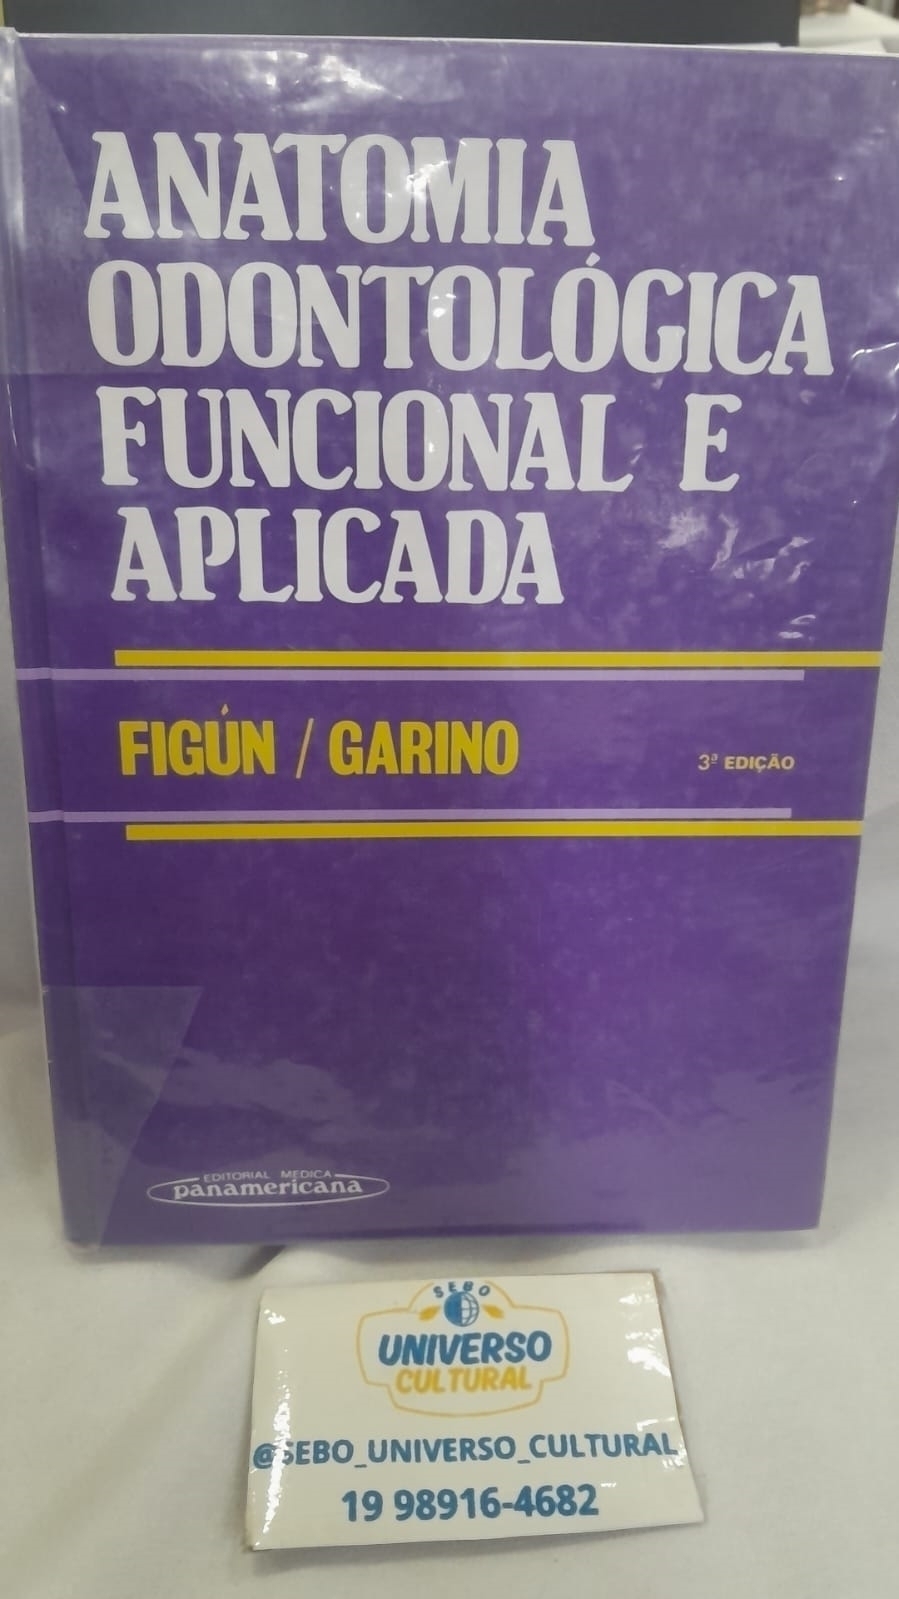 ANATOMIA
ODONTOLÓGICA
FUNCIONAL E
APLICADA
FIGÚN / GARINO
3ª EDIÇÃO
EDITORIAL MEDICA
panamericana
SEBO
UNIVERSO
CULTURAL
@SEBO_UNIVERSO_CULTURAL
19 98916-4682